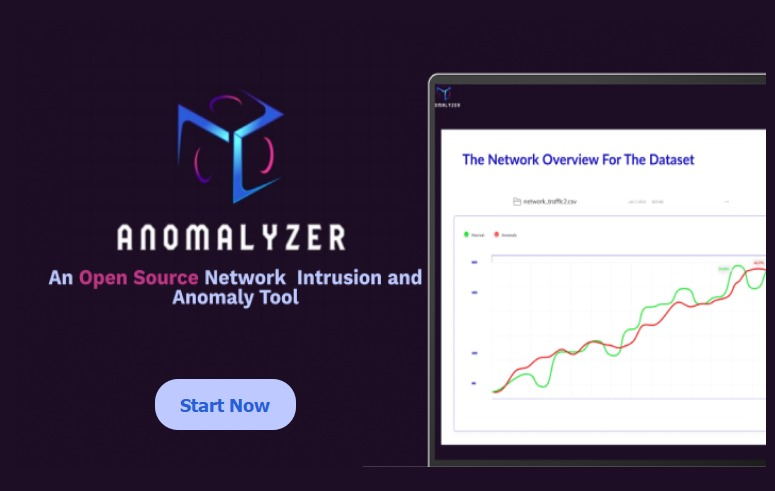 ANOMALYZER
An Open Source Network Intrusion and
Anomaly Tool
Start Now
The Network Overview For The Dataset
network_traffic2.csv